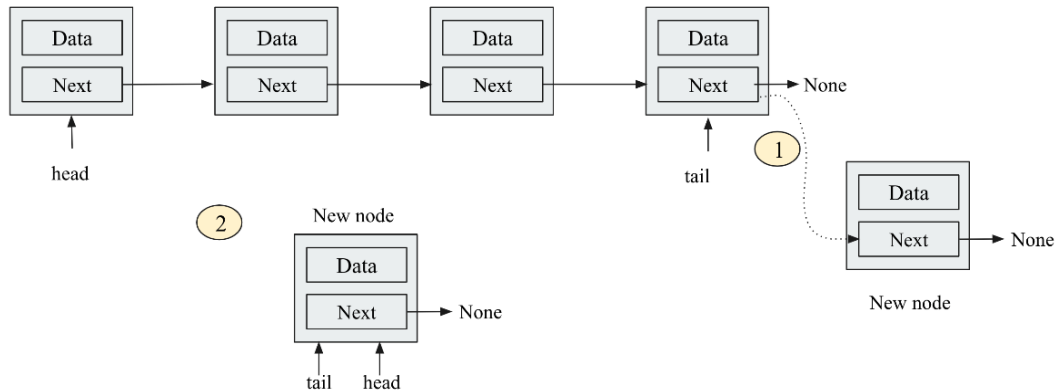 Data
Next
Data
Next
Data
Next
Data
Next
None
head
tail
1
Data
Next
None
New node
2
New node
Data
Next
None
tail
head